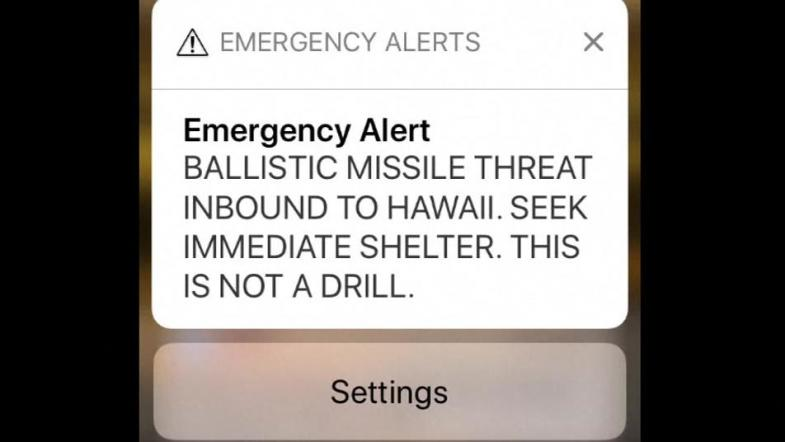 EMERGENCY ALERTS
Emergency Alert
BALLISTIC MISSILE THREAT
INBOUND TO HAWAII. SEEK
IMMEDIATE SHELTER. THIS
IS NOT A DRILL.
Settings